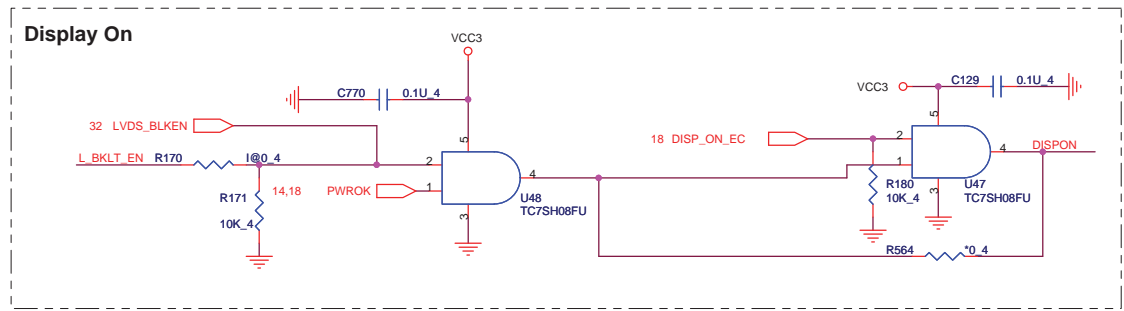 Display On
VCC3
C770 0.1U_4
VCC3
C129 0.1U_4
32 LVDS_BLKEN
5
18 DISP_ON_EC
5
2
4
DISPON
L_BKLT_EN R170 I@0_4
2
1
4
R171
14,18 PWROK
1
R180
3
U47
10K_4
TC7SH08FU
U48
TC7SH08FU
10K_4
3
R564 *0_4